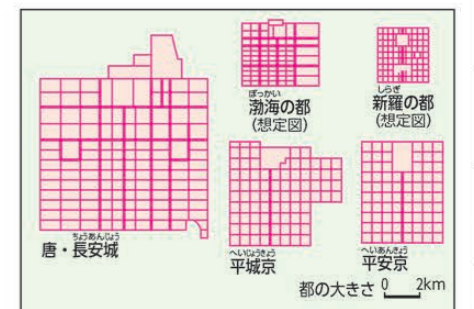 ぼっかい
渤海の都
(想定図)
しらぎ
新羅の都
(想定図)
ちょうあんじょう
唐・長安城
へいじょうきょう
平城京
へいあんきょう
平安京
都の大きさ 0 2km